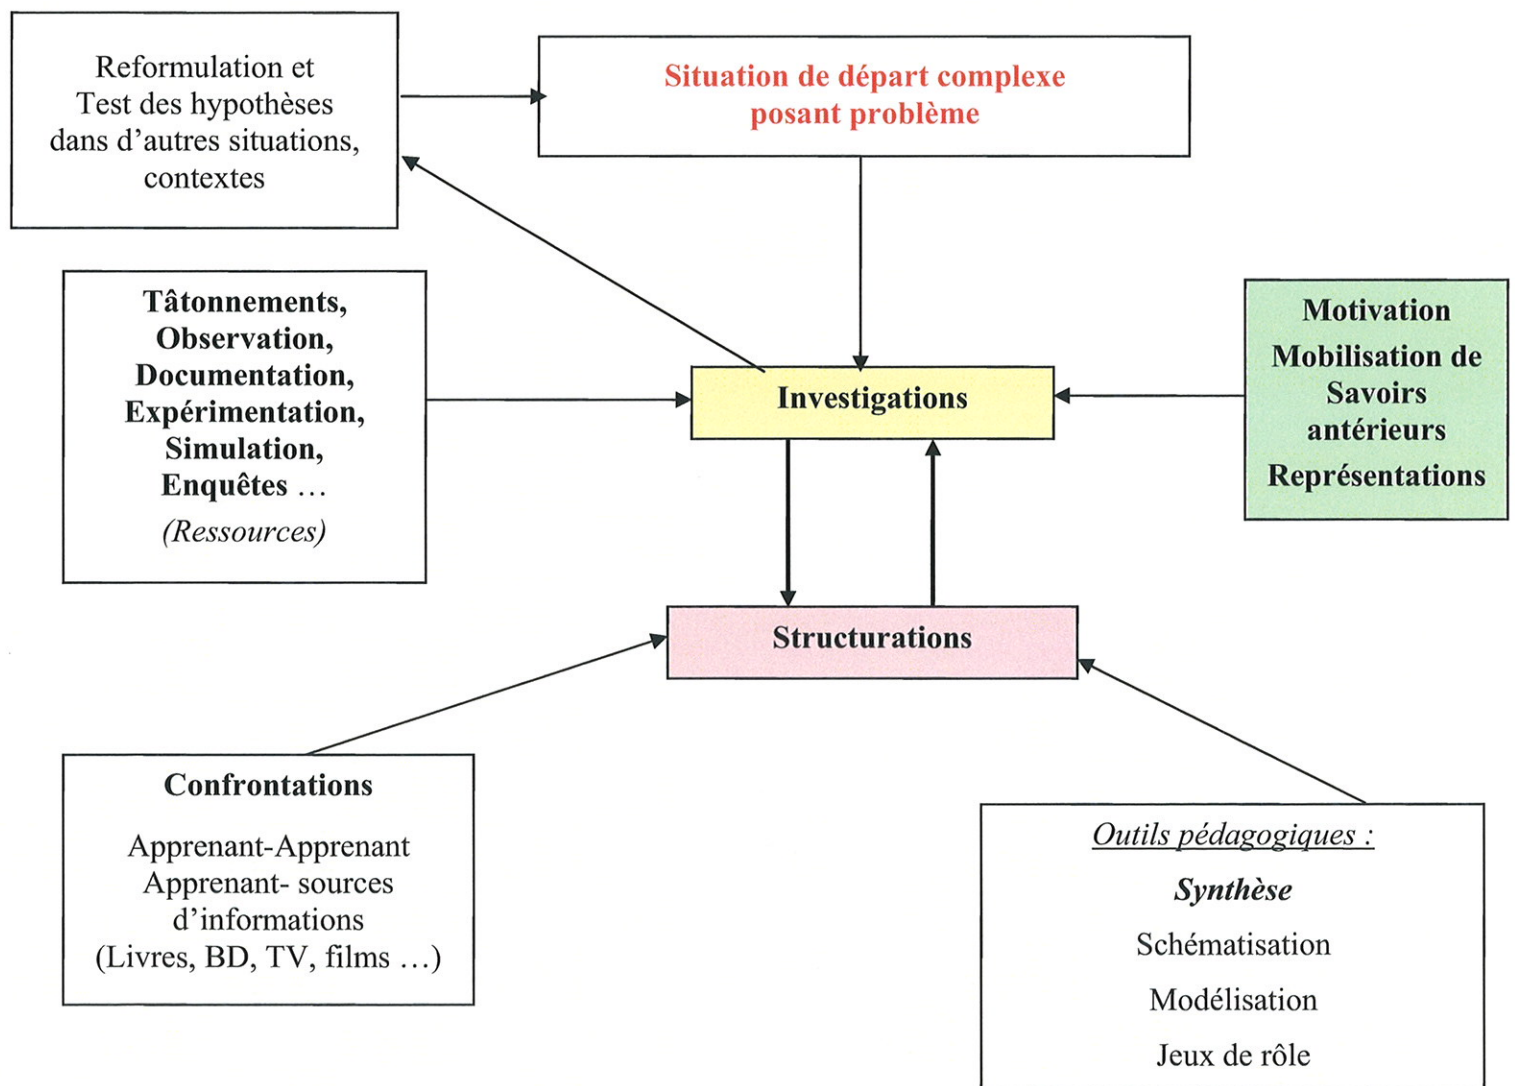 Reformulation et
Test des hypothèses
dans d'autres situations,
contextes
Situation de départ complexe
posant problème
Tâtonnements,
Observation,
Documentation,
Expérimentation,
Simulation,
Enquêtes …
(Ressources)
Investigations
Motivation
Mobilisation de
Savoirs
antérieurs
Représentations
Structurations
Confrontations
Apprenant-Apprenant
Apprenant- sources
d'informations
(Livres, BD, TV, films …)
Outils pédagogiques :
Synthèse
Schématisation
Modélisation
Jeux de rôle